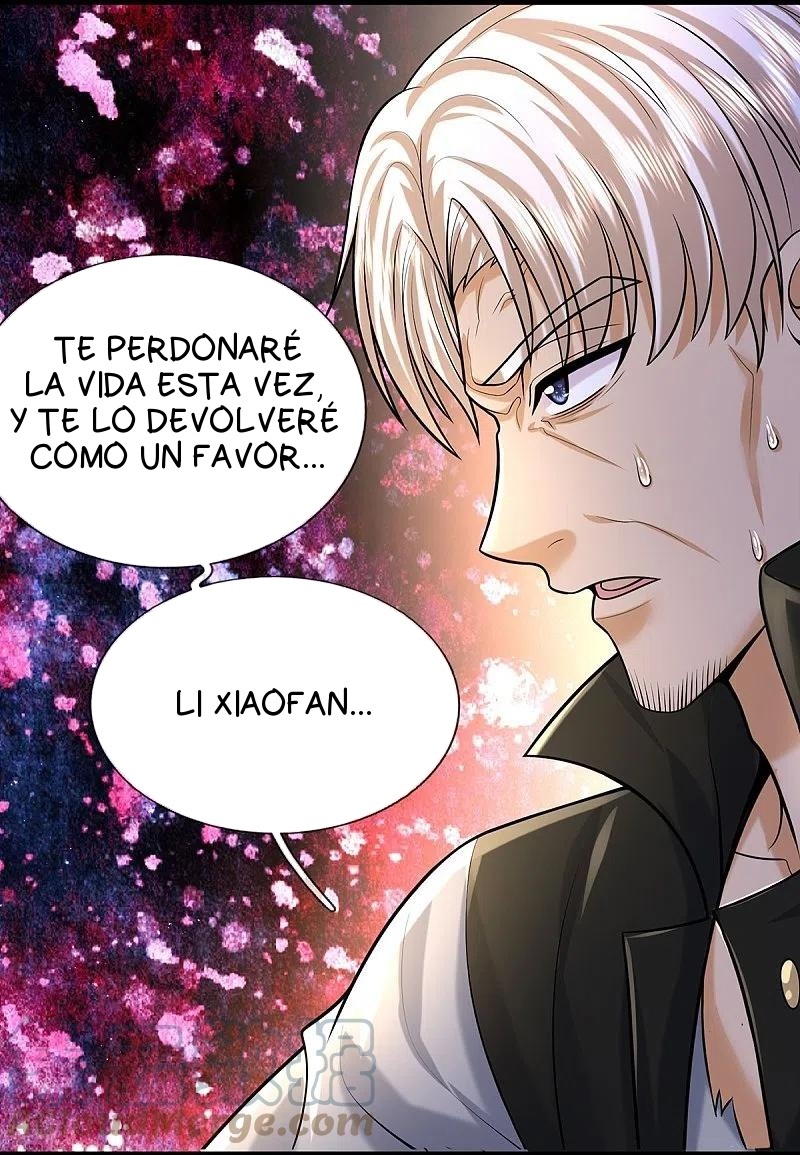 TE PERDONARÉ
LA VIDA ESTA VEZ,
Y TE LO DEVOLVERÉ
COMO UN FAVOR...
LI XIAOFAN...